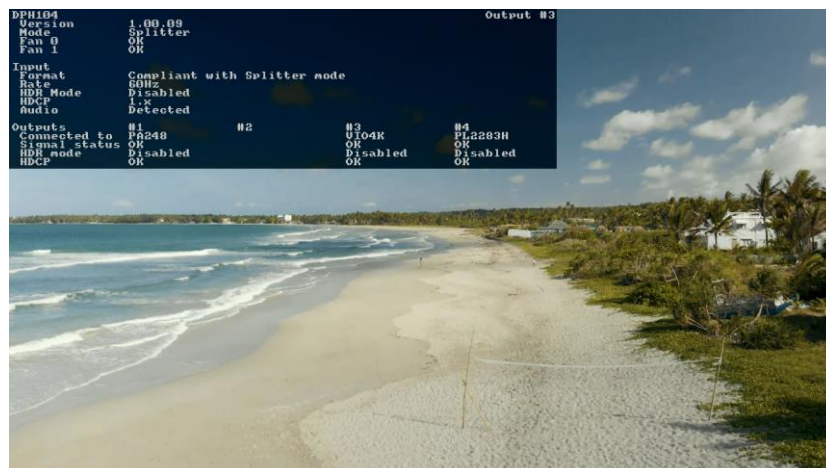 DPH104 Output #3
Version 1.00.09
Mode Splitter
Fan 0 OK
Fan 1 OK
Input
Format Compliant with Splitter mode
Rate 60Hz
HDR Mode Disabled
HDCP 1.x
Audio Detected
Outputs #1 #2 #3 #4
Connected to PA248 VIO4K PL2283H
Signal status OK OK OK
HDR mode Disabled Disabled Disabled
HDCP OK OK OK